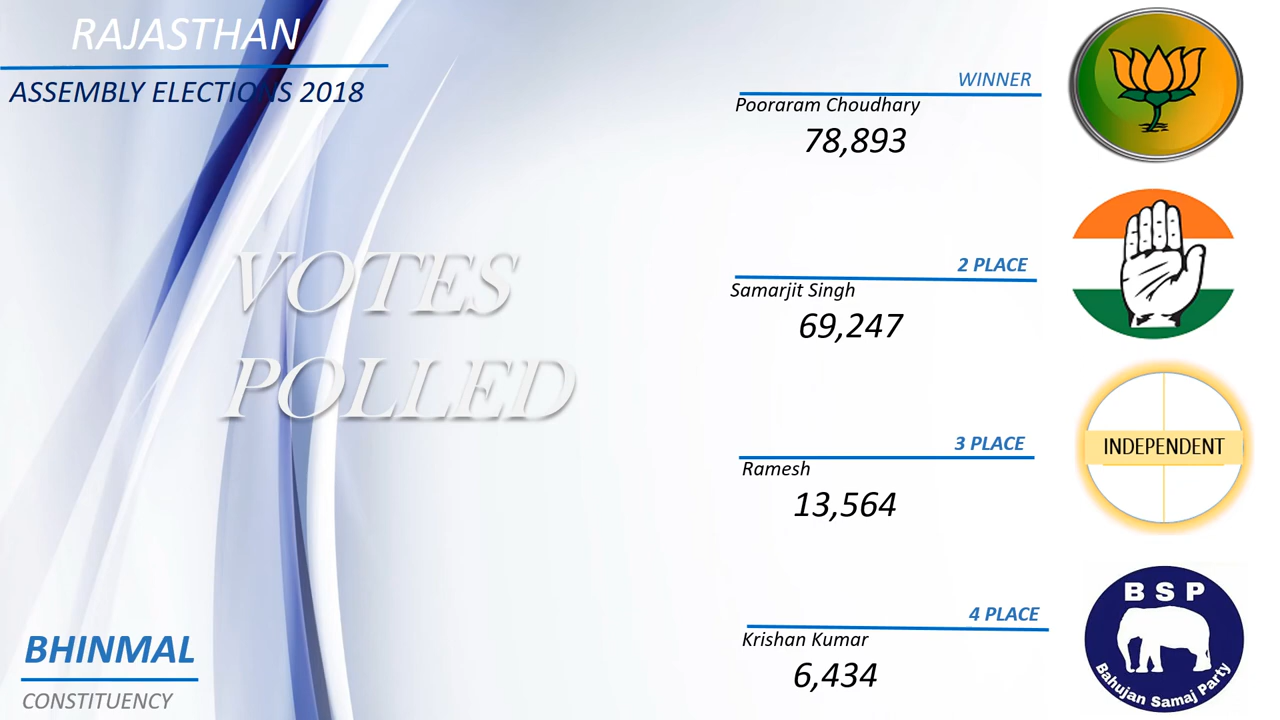 RAJASTHAN
ASSEMBLY ELECTIONS 2018
VOTES
POLLED
BHINMAL
CONSTITUENCY
WINNER
Pooraram Choudhary
78,893
2 PLACE
Samarjit Singh
69,247
3 PLACE
Ramesh
13,564
INDEPENDENT
4 PLACE
Krishan Kumar
6,434
BSP
Bahujan Samaj Party